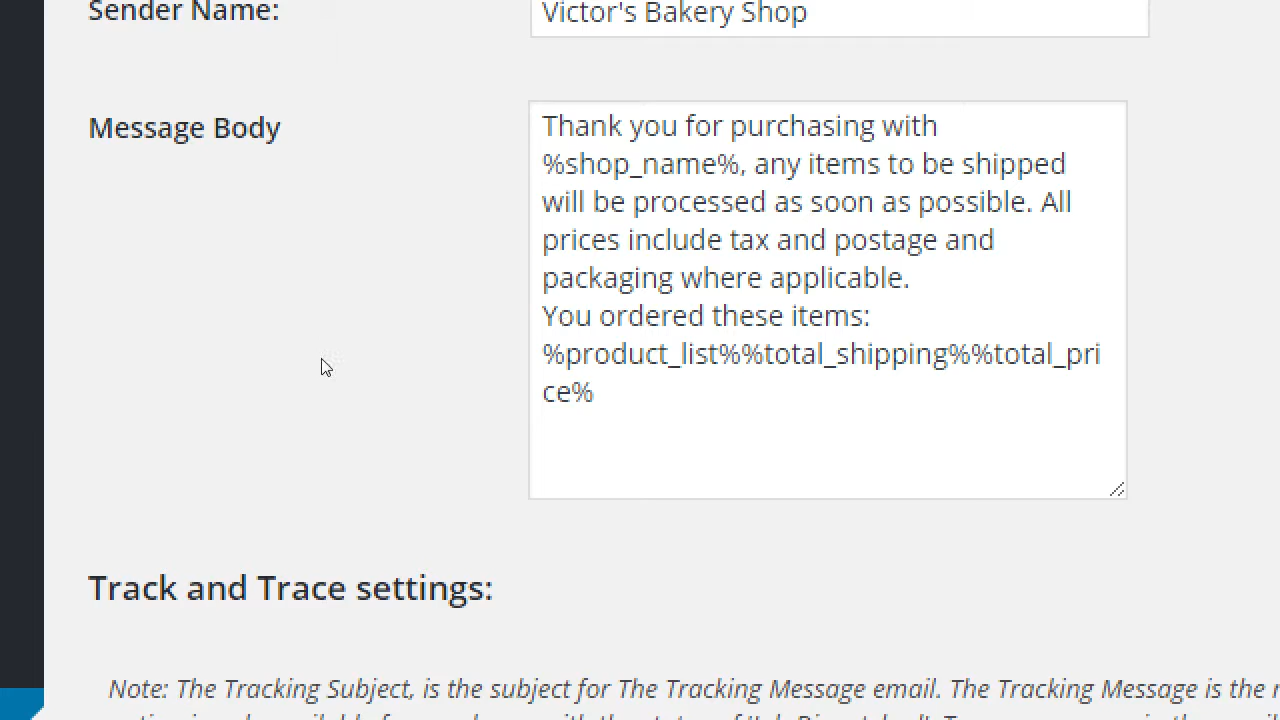 Sender Name:
Victor's Bakery Shop
Message Body
Thank you for purchasing with
%shop_name%, any items to be shipped
will be processed as soon as possible. All
prices include tax and postage and
packaging where applicable.
You ordered these items:
%product_list%%total_shipping%%total_pri
ce%
Track and Trace settings:
Note: The Tracking Subject, is the subject for The Tracking Message email. The Tracking Message is the